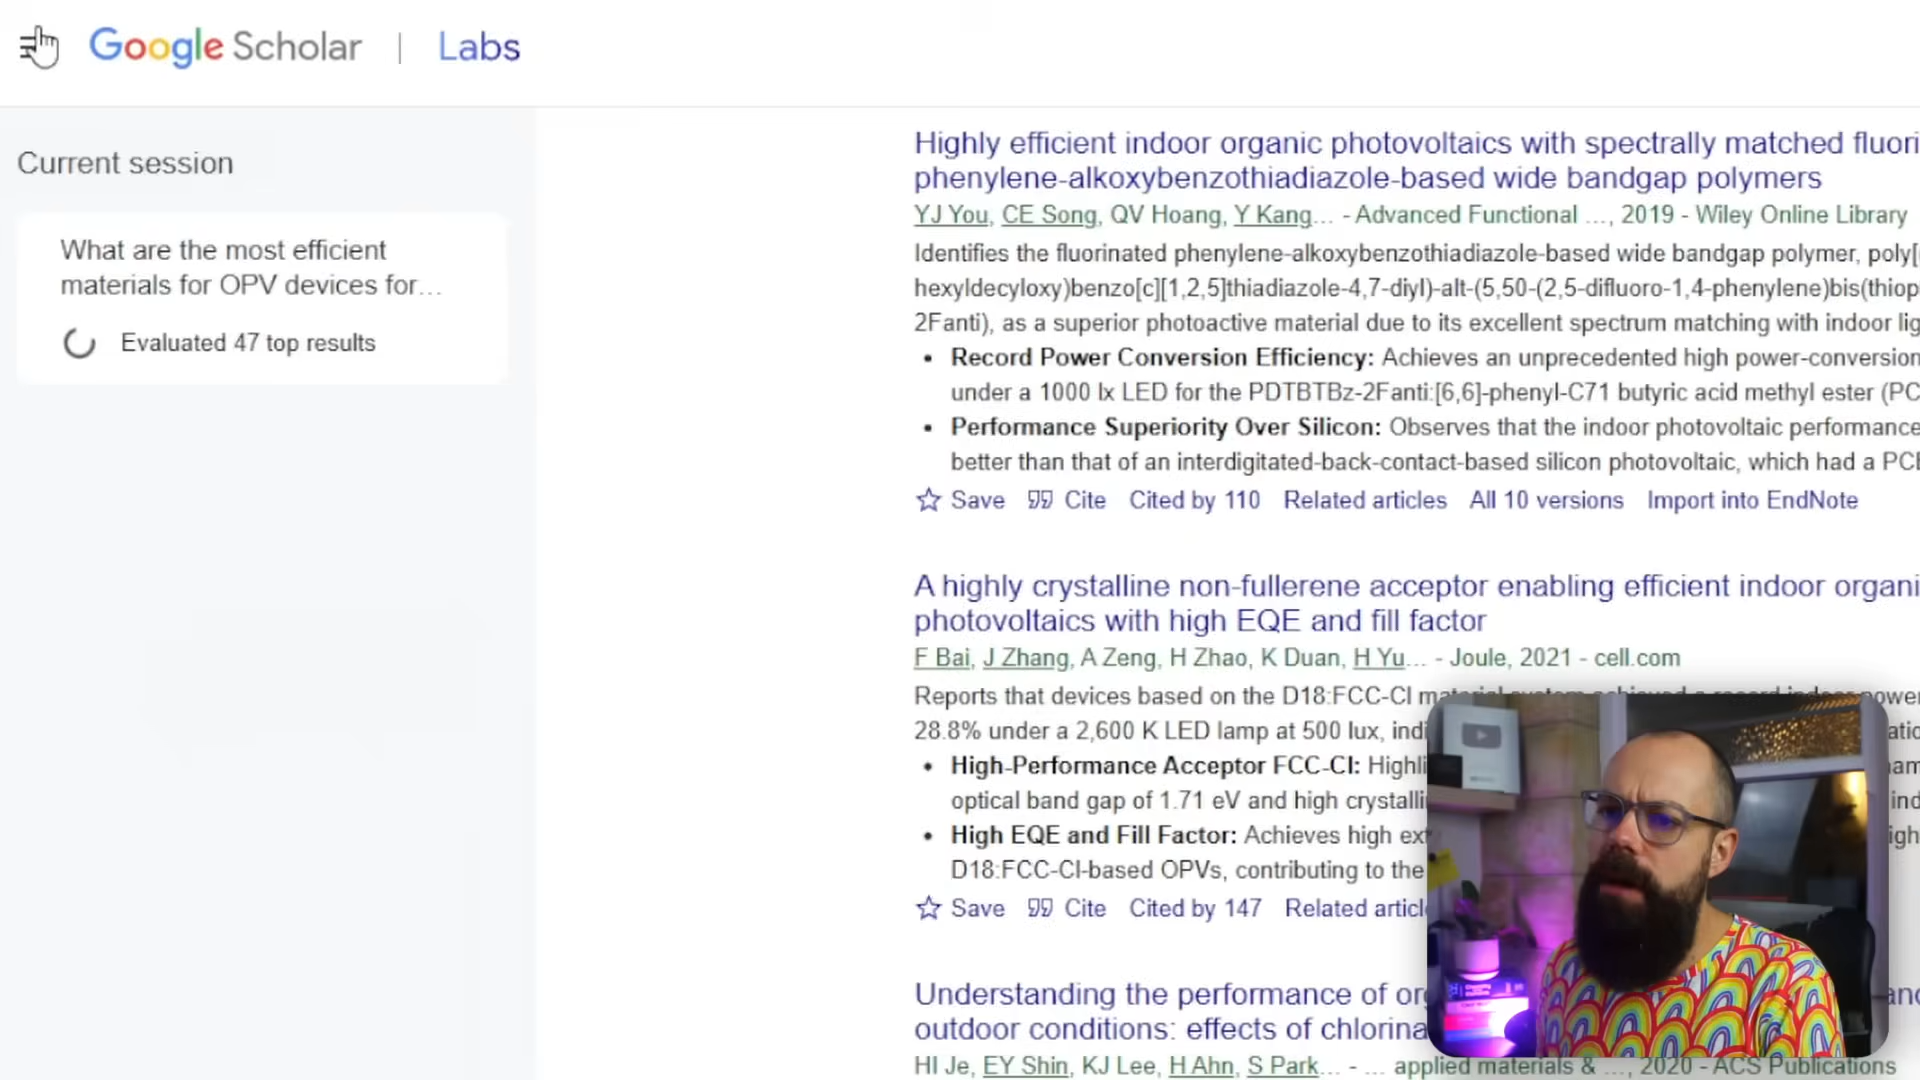 Google Scholar | Labs
Current session
What are the most efficient
materials for OPV devices for...
Evaluated 47 top results
Highly efficient indoor organic photovoltaics with spectrally matched fluori
phenylene-alkoxybenzothiadiazole-based wide bandgap polymers
YJ You, CE Song, QV Hoang, Y Kang... - Advanced Functional ..., 2019 - Wiley Online Library
Identifies the fluorinated phenylene-alkoxybenzothiadiazole-based wide bandgap polymer, poly[
hexyldecyloxy)benzo[c][1,2,5]thiadiazole-4,7-diyl)-alt-(5,50-(2,5-difluoro-1,4-phenylene)bis(thiop
2Fanti), as a superior photoactive material due to its excellent spectrum matching with indoor lig
• Record Power Conversion Efficiency: Achieves an unprecedented high power-conversion
under a 1000 lx LED for the PDTBTBz-2Fanti:[6,6]-phenyl-C71 butyric acid methyl ester (PC
• Performance Superiority Over Silicon: Observes that the indoor photovoltaic performance
better than that of an interdigitated-back-contact-based silicon photovoltaic, which had a PCE
Save Cite Cited by 110 Related articles All 10 versions Import into EndNote
A highly crystalline non-fullerene acceptor enabling efficient indoor organi
photovoltaics with high EQE and fill factor
F Bai, J Zhang, A Zeng, H Zhao, K Duan, H Yu... - Joule, 2021 - cell.com
Reports that devices based on the D18:FCC-Cl material system achieved a record indoor power
28.8% under a 2,600 K LED lamp at 500 lux, indi
• High-Performance Acceptor FCC-Cl: Highli
optical band gap of 1.71 eV and high crystalli
• High EQE and Fill Factor: Achieves high ex
D18:FCC-Cl-based OPVs, contributing to the
Save Cite Cited by 147 Related articl
Understanding the performance of or
outdoor conditions: effects of chlorina
HI Je, EY Shin, KJ Lee, H Ahn, S Park... - ... applied materials & ..., 2020 - ACS Publications